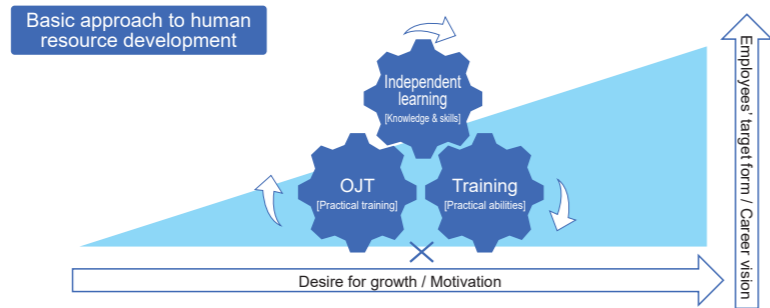 Basic approach to human
resource development
Independent
learning
[Knowledge & skills]
OJT
[Practical training]
Training
[Practical abilities]
Desire for growth / Motivation
Employees' target form / Career vision